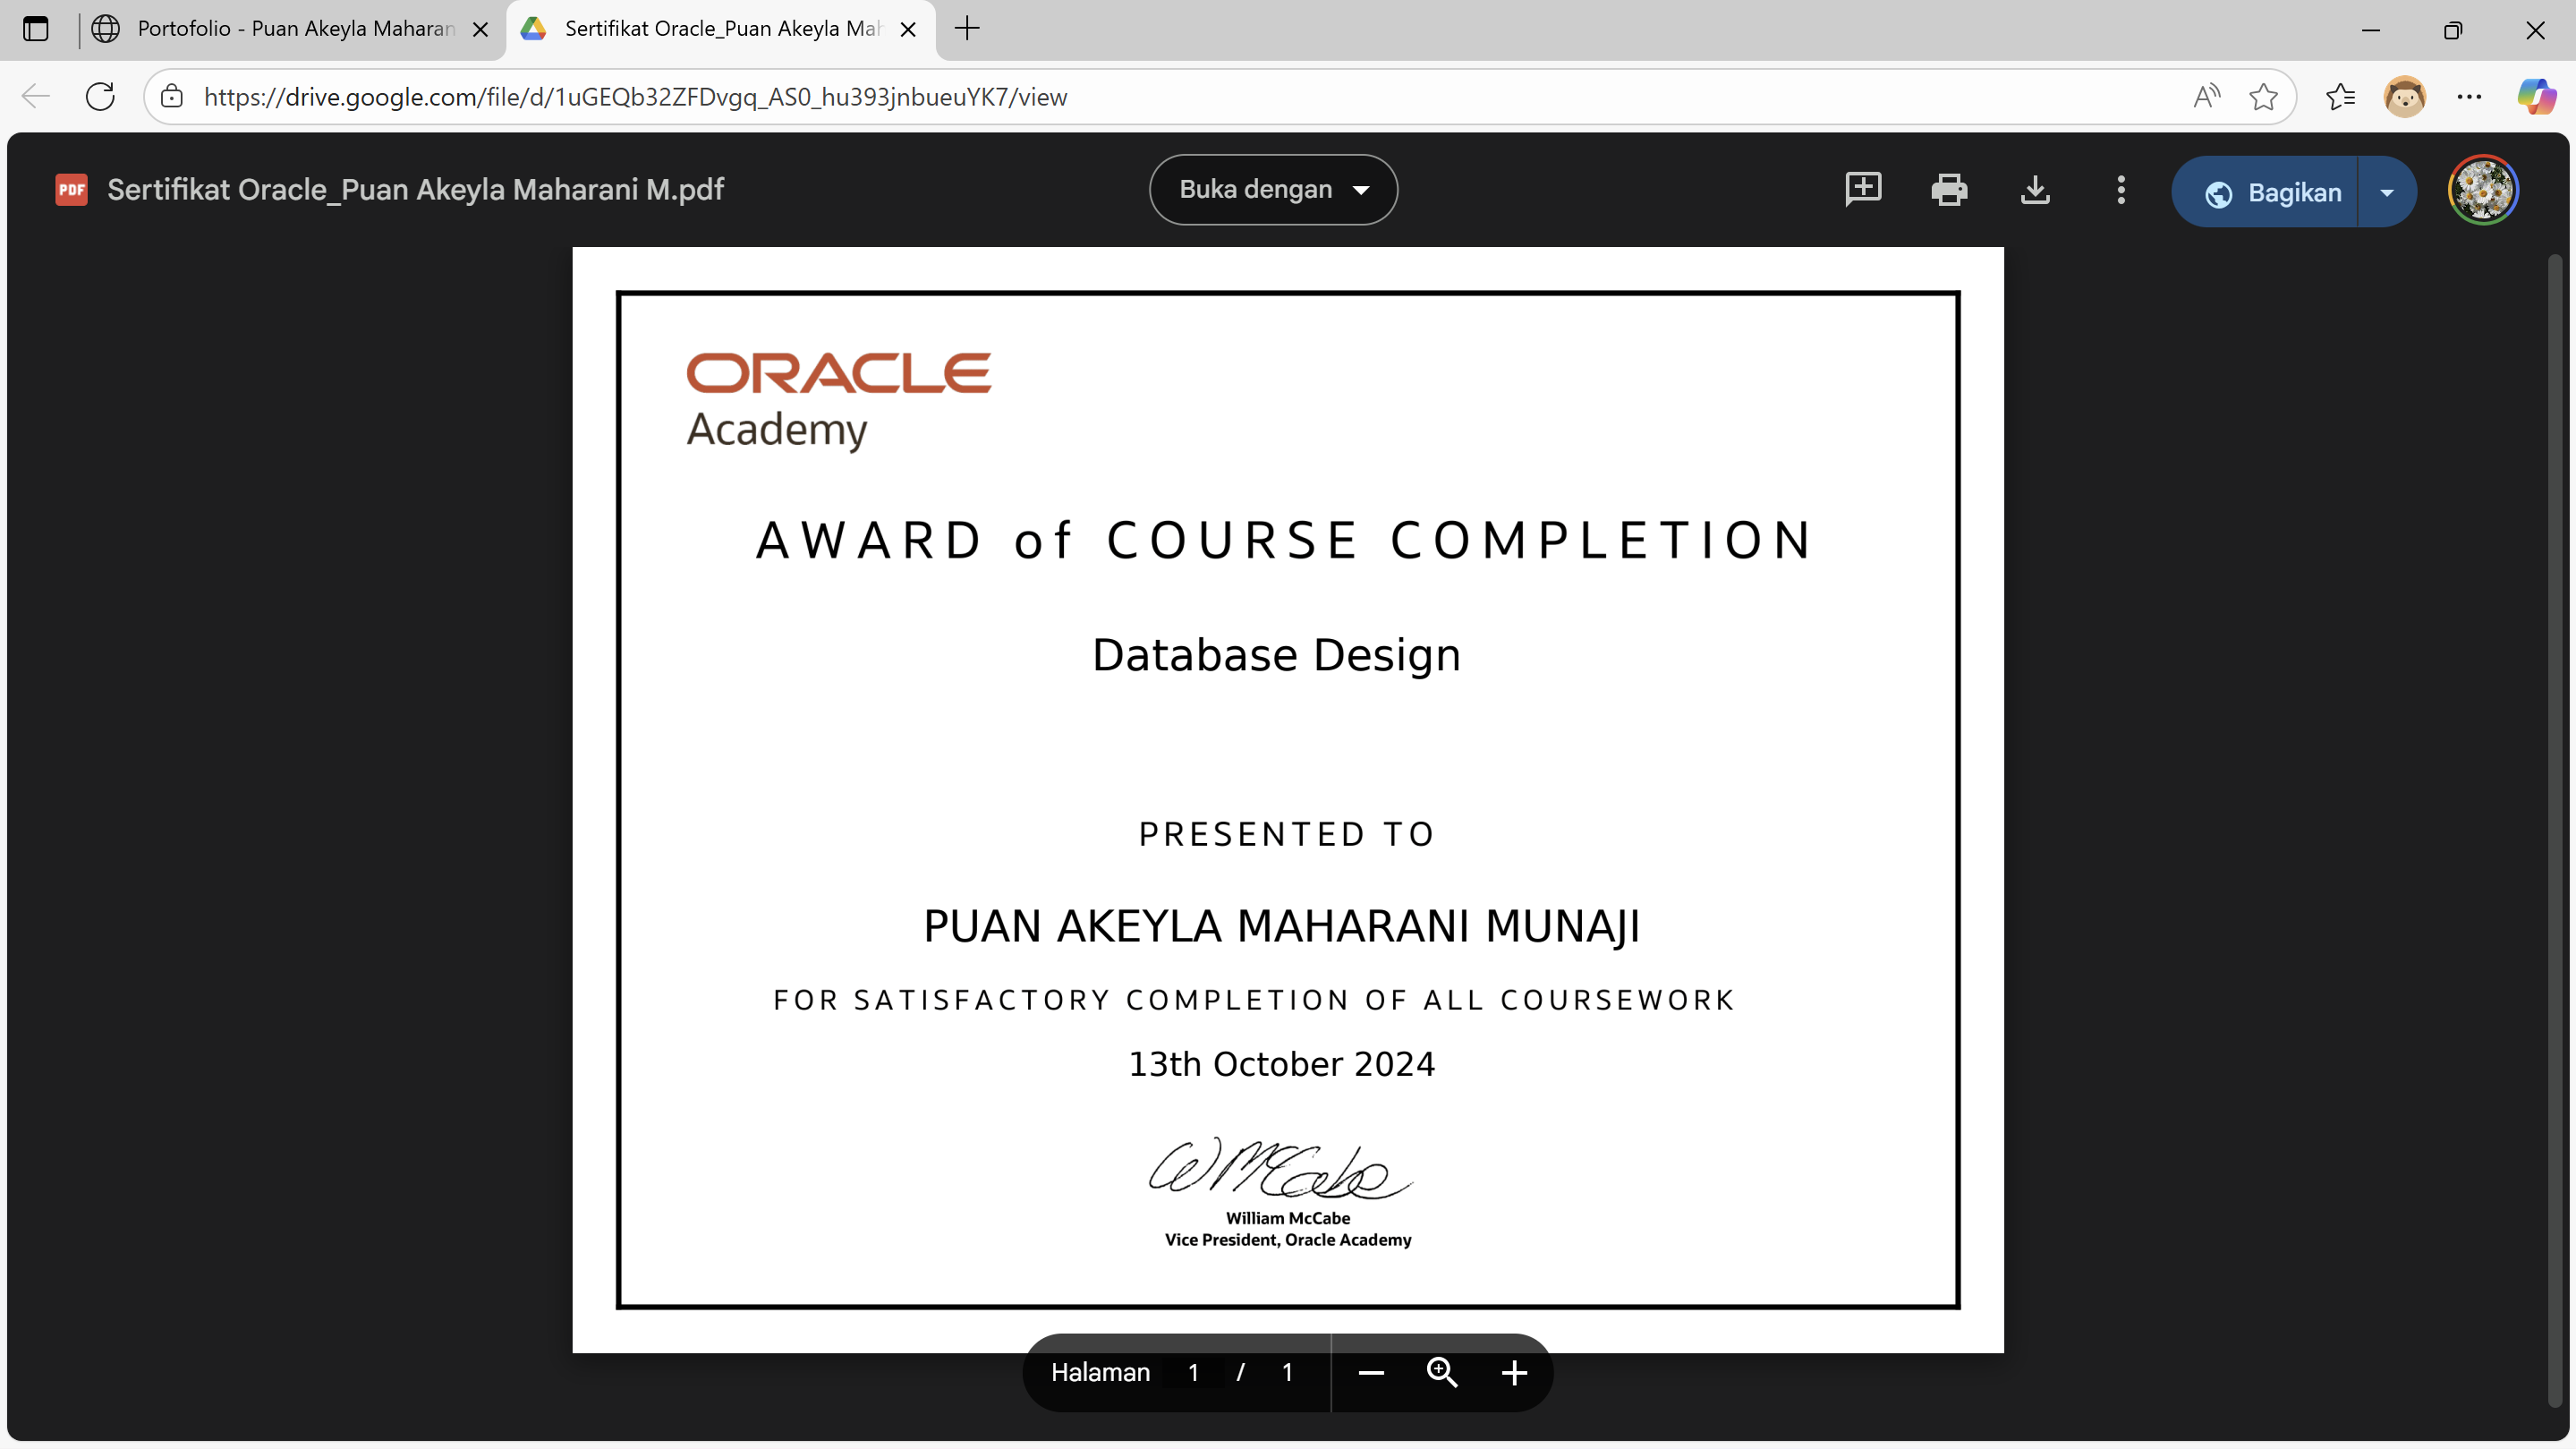 Portofolio - Puan Akeyla Maharan
Sertifikat Oracle_Puan Akeyla Mah
https://drive.google.com/file/d/1uGEQb32ZFDvgq_AS0_hu393jnbueuYK7/view
PDF
Sertifikat Oracle_Puan Akeyla Maharani M.pdf
Buka dengan
Bagikan
ORACLE
Academy
AWARD of COURSE COMPLETION
Database Design
PRESENTED TO
PUAN AKEYLA MAHARANI MUNAJI
FOR SATISFACTORY COMPLETION OF ALL COURSEWORK
13th October 2024
W McCabe
William McCabe
Vice President, Oracle Academy
Halaman 1 / 1